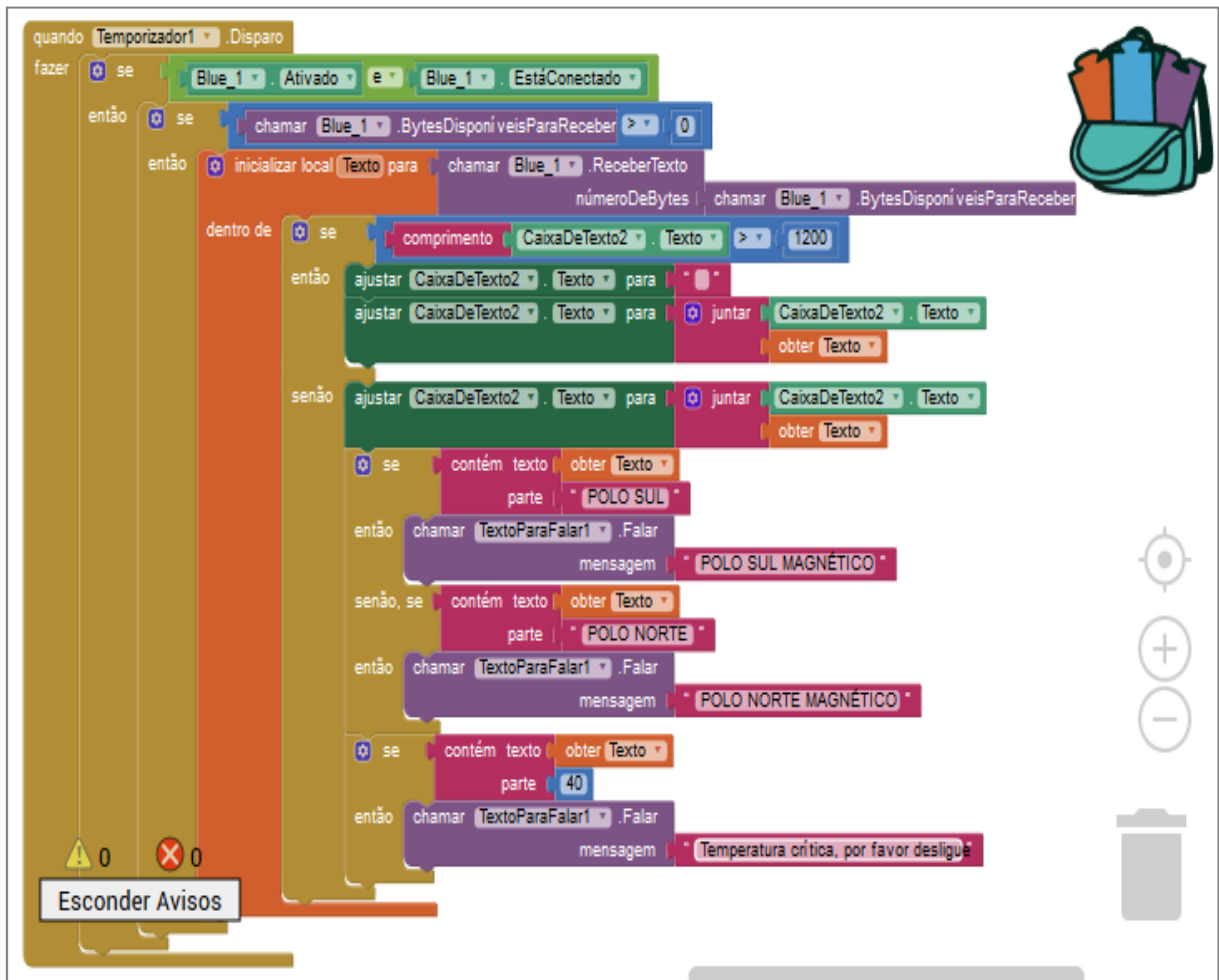 quando Temporizador1 .Disparo
fazer se Blue_1 . Ativado e Blue_1 . EstáConectado
então se chamar Blue_1 .BytesDisponíveisParaReceber > 0
então inicializar local Texto para chamar Blue_1 .ReceberTexto
númeroDeBytes chamar Blue_1 .BytesDisponíveisParaReceber
dentro de se comprimento CaixaDeTexto2 . Texto > 1200
então ajustar CaixaDeTexto2 . Texto para " "
ajustar CaixaDeTexto2 . Texto para juntar CaixaDeTexto2 . Texto
obter Texto
senão ajustar CaixaDeTexto2 . Texto para juntar CaixaDeTexto2 . Texto
obter Texto
se contém texto obter Texto
parte " POLO SUL "
então chamar TextoParaFalar1 .Falar
mensagem " POLO SUL MAGNÉTICO "
senão, se contém texto obter Texto
parte " POLO NORTE "
então chamar TextoParaFalar1 .Falar
mensagem " POLO NORTE MAGNÉTICO "
se contém texto obter Texto
parte 40
então chamar TextoParaFalar1 .Falar
mensagem " Temperatura crítica, por favor desligue "
0 0
Esconder Avisos